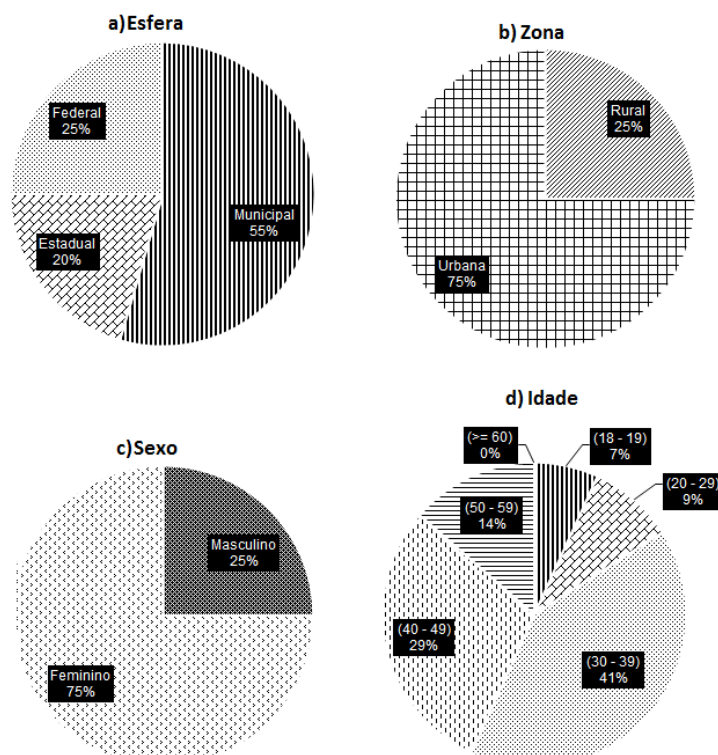 a)Esfera
Federal
25%
Municipal
55%
Estadual
20%
b) Zona
Rural
25%
Urbana
75%
c)Sexo
Masculino
25%
Feminino
75%
d) Idade
(>= 60)
0%
(18 - 19)
7%
(20 - 29)
9%
(50 - 59)
14%
(40 - 49)
29%
(30 - 39)
41%